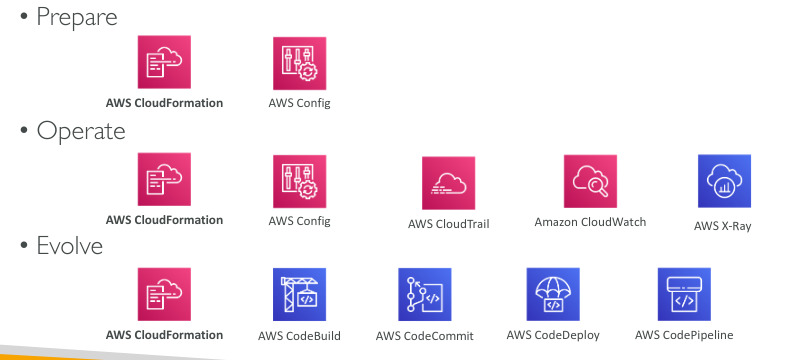 • Prepare
AWS CloudFormation AWS Config
• Operate
AWS CloudFormation AWS Config AWS CloudTrail Amazon CloudWatch AWS X-Ray
• Evolve
AWS CloudFormation AWS CodeBuild AWS CodeCommit AWS CodeDeploy AWS CodePipeline